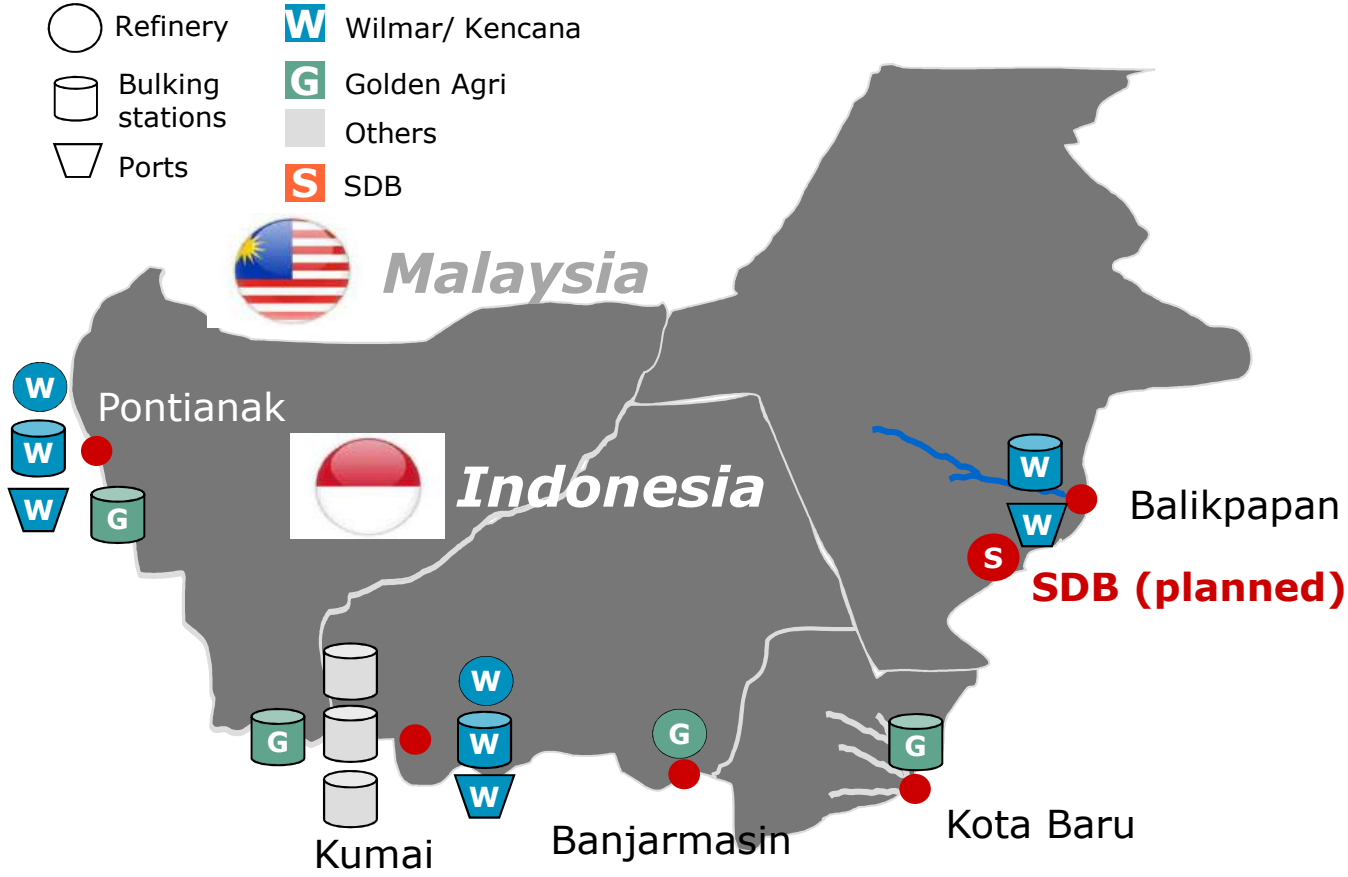 Refinery
Bulking
stations
Ports
W Wilmar/ Kencana
G Golden Agri
Others
S SDB
Malaysia
W
Pontianak
W
W
G
Indonesia
W
Balikpapan
W
S
SDB (planned)
W
G
W
G
G
W
Kota Baru
Banjarmasin
Kumai